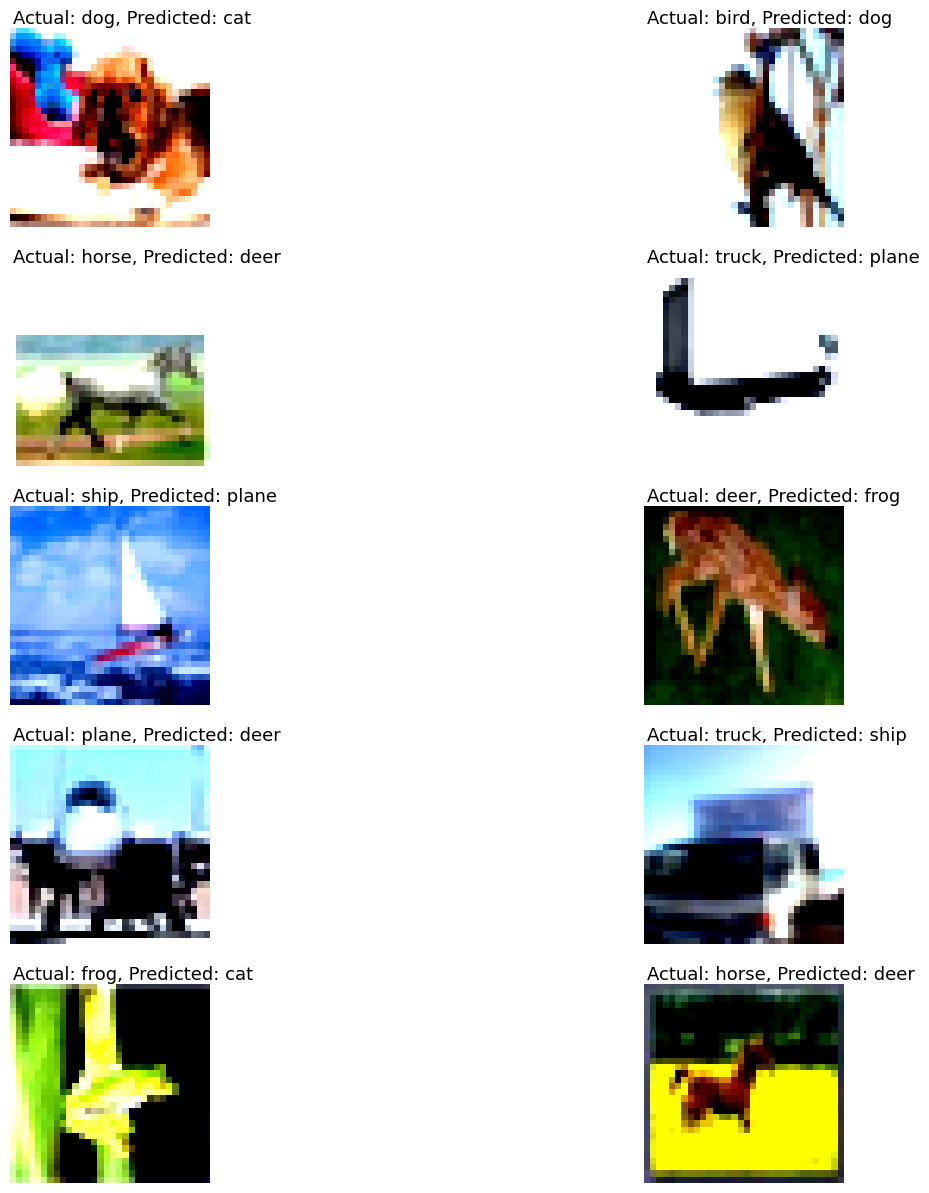 Actual: dog, Predicted: cat
Actual: bird, Predicted: dog
Actual: horse, Predicted: deer
Actual: truck, Predicted: plane
Actual: ship, Predicted: plane
Actual: deer, Predicted: frog
Actual: plane, Predicted: deer
Actual: truck, Predicted: ship
Actual: frog, Predicted: cat
Actual: horse, Predicted: deer